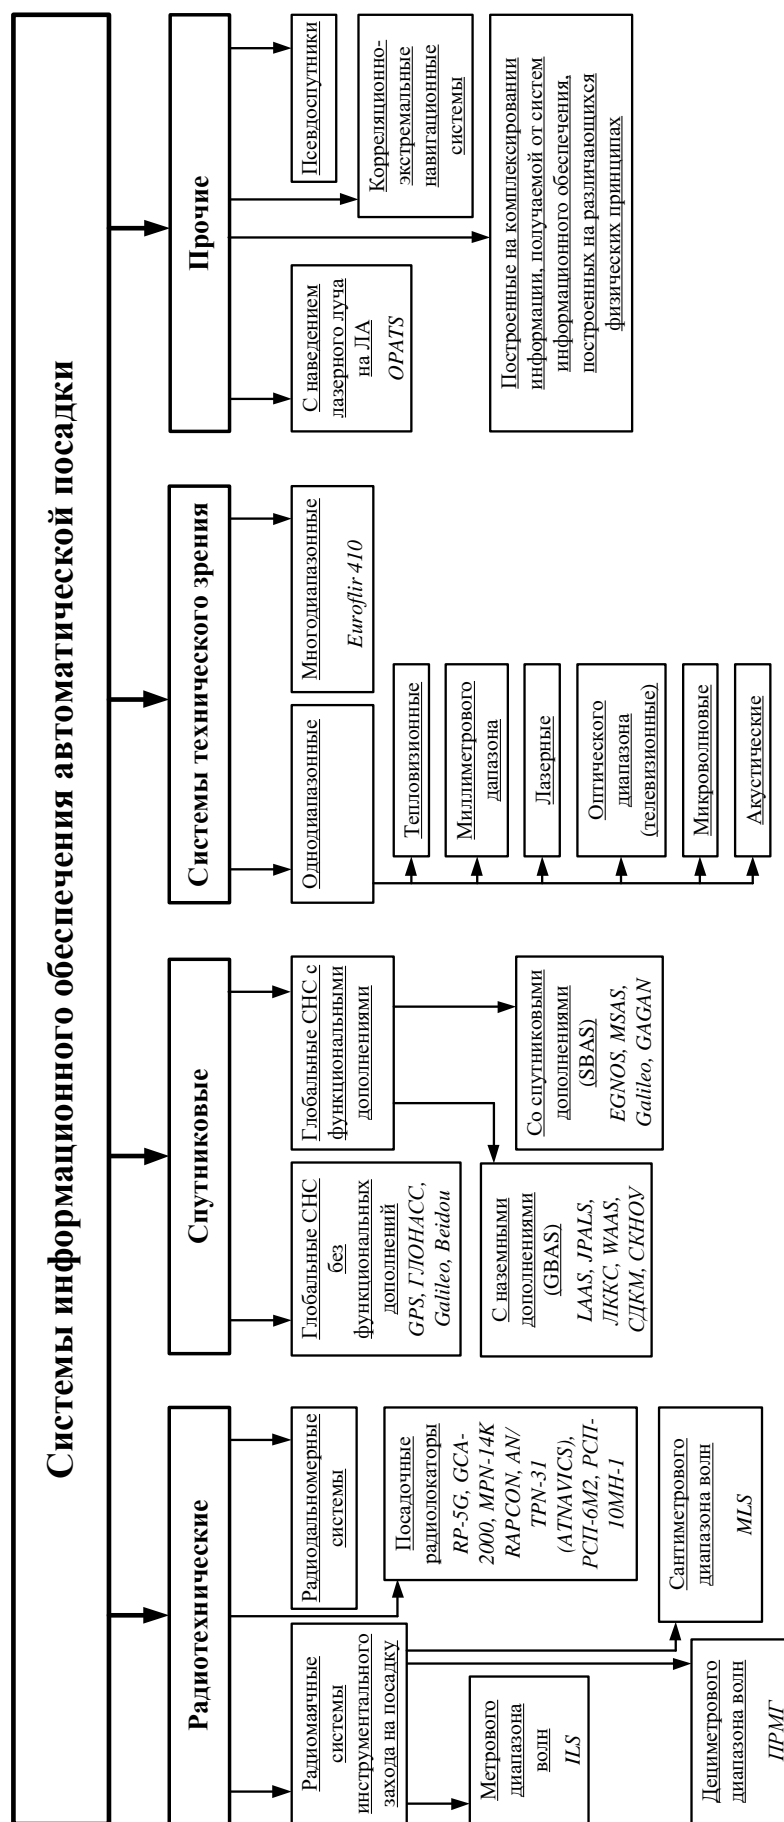 Системы информационного обеспечения автоматической посадки
Радиотехнические
Радиомаячные
системы
инструментального
захода на посадку
Метрового
диапазона
волн
ILS
Дециметрового
диапазона волн
ПРМГ
Сантиметрового
диапазона волн
MLS
Посадочные
радиолокаторы
RP-5G, GCA-
2000, MPN-14K
RAPCON, AN/
TPN-31
(ATNAVICS),
РСП-6М2, РСП-
10МН-1
Радиодальномерные
системы
Спутниковые
Глобальные СНС
без
функциональных
дополнений
GPS, ГЛОНАСС,
Galileo, Beidou
Глобальные СНС с
функциональными
дополнениями
С наземными
дополнениями
(GBAS)
LAAS, JPALS,
ЛККС, WAAS,
СДКМ, СКНОУ
Со спутниковыми
дополнениями
(SBAS)
EGNOS, MSAS,
Galileo, GAGAN
Системы технического зрения
Однодиапазонные
Тепловизионные
Миллиметрового
дапазона
Лазерные
Оптического
диапазона
(телевизионные)
Микроволновые
Акустические
Многодиапазонные
Euroflir 410
Прочие
С наведением
лазерного луча
на ЛА
OPATS
Построенные на комплексировании
информации, получаемой от систем
информационного обеспечения,
построенных на различающихся
физических принципах
Корреляционно-
экстремальные
навигационные
системы
Псевдоспутники